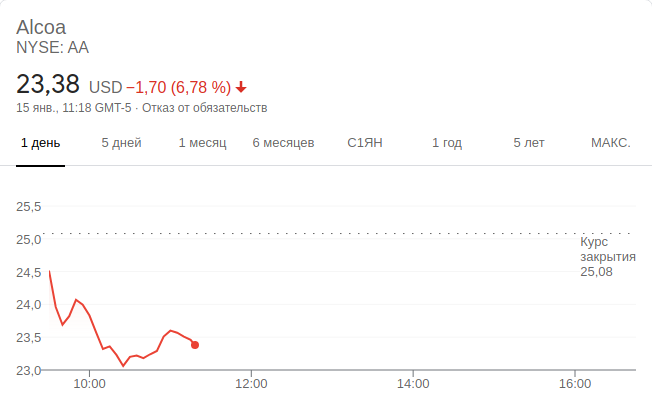 Alcoa
NYSE: AA
23,38 USD −1,70 (6,78 %)
15 янв., 11:18 GMT-5 · Отказ от обязательств
1 день 5 дней 1 месяц 6 месяцев С1ЯН 1 год 5 лет МАКС.
25,5
25,0
Курс
закрытия
25,08
24,5
24,0
23,5
23,0
10:00 12:00 14:00 16:00